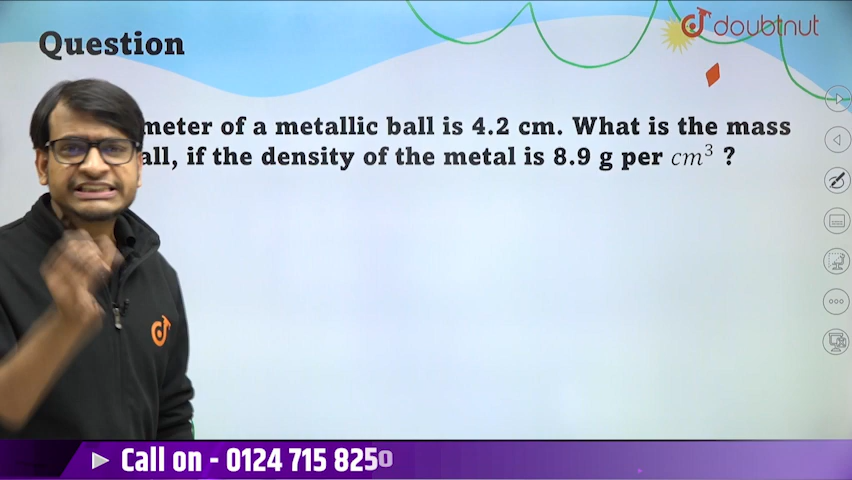 Question
doubtnut
meter of a metallic ball is 4.2 cm. What is the mass
all, if the density of the metal is 8.9 g per cm³ ?
Call on - 0124 715 8250